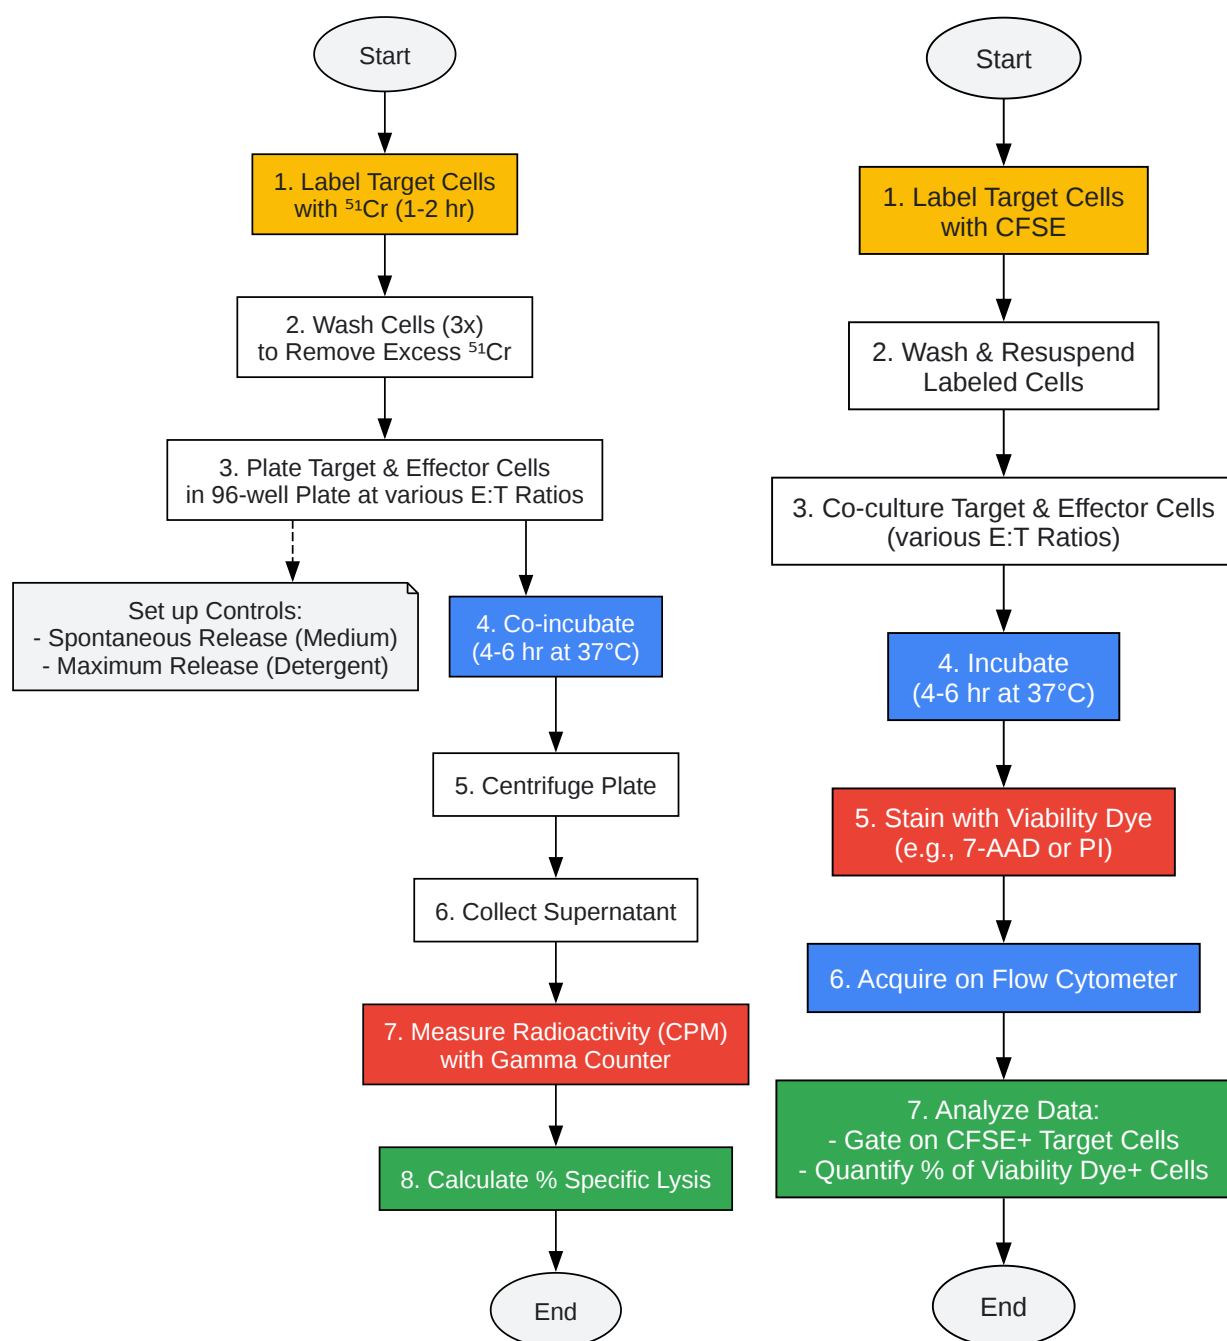 Start
1. Label Target Cells
with ⁵¹Cr (1-2 hr)
2. Wash Cells (3x)
to Remove Excess ⁵¹Cr
3. Plate Target & Effector Cells
in 96-well Plate at various E:T Ratios
Set up Controls:
- Spontaneous Release (Medium)
- Maximum Release (Detergent)
4. Co-incubate
(4-6 hr at 37°C)
5. Centrifuge Plate
6. Collect Supernatant
7. Measure Radioactivity (CPM)
with Gamma Counter
8. Calculate % Specific Lysis
End
Start
1. Label Target Cells
with CFSE
2. Wash & Resuspend
Labeled Cells
3. Co-culture Target & Effector Cells
(various E:T Ratios)
4. Incubate
(4-6 hr at 37°C)
5. Stain with Viability Dye
(e.g., 7-AAD or PI)
6. Acquire on Flow Cytometer
7. Analyze Data:
- Gate on CFSE+ Target Cells
- Quantify % of Viability Dye+ Cells
End